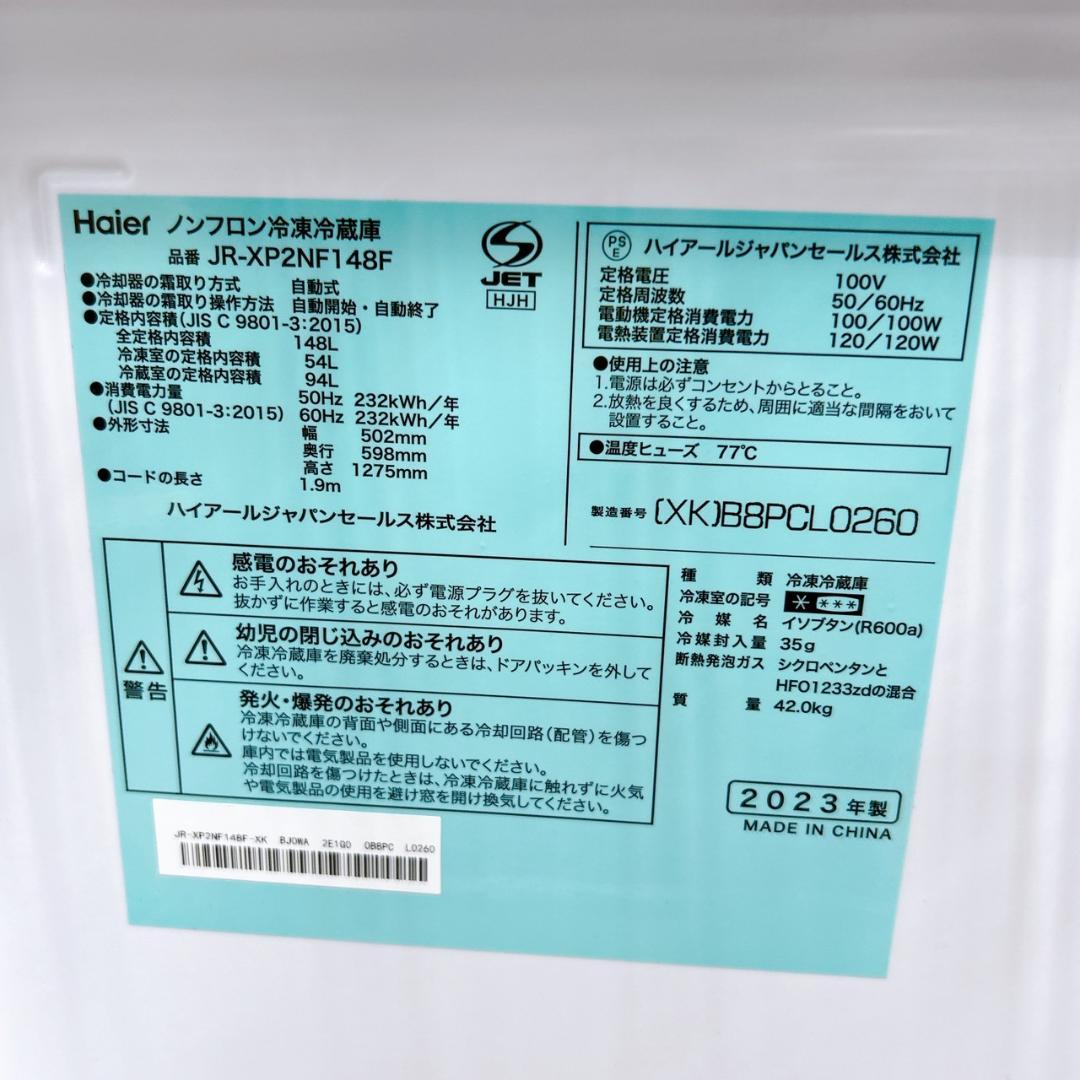 Haier ノンフロン冷凍冷蔵庫
品番 JR-XP2NF148F
●冷却器の霜取り方式 自動式
●冷却器の霜取り操作方法 自動開始・自動終了
●定格内容積(JIS C 9801-3:2015)
全定格内容積 148L
冷凍室の定格内容積 54L
冷蔵室の定格内容積 94L
●消費電力量 50Hz 232kWh/年
(JIS C 9801-3:2015) 60Hz 232kWh/年
●外形寸法 幅 502mm
奥行 598mm
高さ 1275mm
●コードの長さ 1.9m
ハイアールジャパンセールス株式会社
JET
HJH
PS
E
ハイアールジャパンセールス株式会社
定格電圧 100V
定格周波数 50/60Hz
電動機定格消費電力 100/100W
電熱装置定格消費電力 120/120W
●使用上の注意
1.電源は必ずコンセントからとること。
2.放熱を良くするため、周囲に適当な間隔をおいて
設置すること。
●温度ヒューズ 77℃
製造番号 (XK)B8PCL0260
警告
感電のおそれあり
お手入れのときには、必ず電源プラグを抜いてください。
抜かずに作業すると感電のおそれがあります。
幼児の閉じ込みのおそれあり
冷凍冷蔵庫を廃棄処分するときは、ドアパッキンを外して
ください。
発火・爆発のおそれあり
冷凍冷蔵庫の背面や側面にある冷却回路(配管)を傷つ
けないでください。
庫内では電気製品を使用しないでください。
冷却回路を傷つけたときは、冷凍冷蔵庫に触れずに火気
や電気製品の使用を避け窓を開け換気してください。
種類 冷凍冷蔵庫
冷凍室の記号 * ***
冷媒名 イソブタン(R600a)
冷媒封入量 35g
断熱発泡ガス シクロペンタンと
HFO1233zdの混合
質量 42.0kg
2023年製
MADE IN CHINA
JR-XP2NF148F-XK BJ0WA 2E1G0 0B8PC L0260